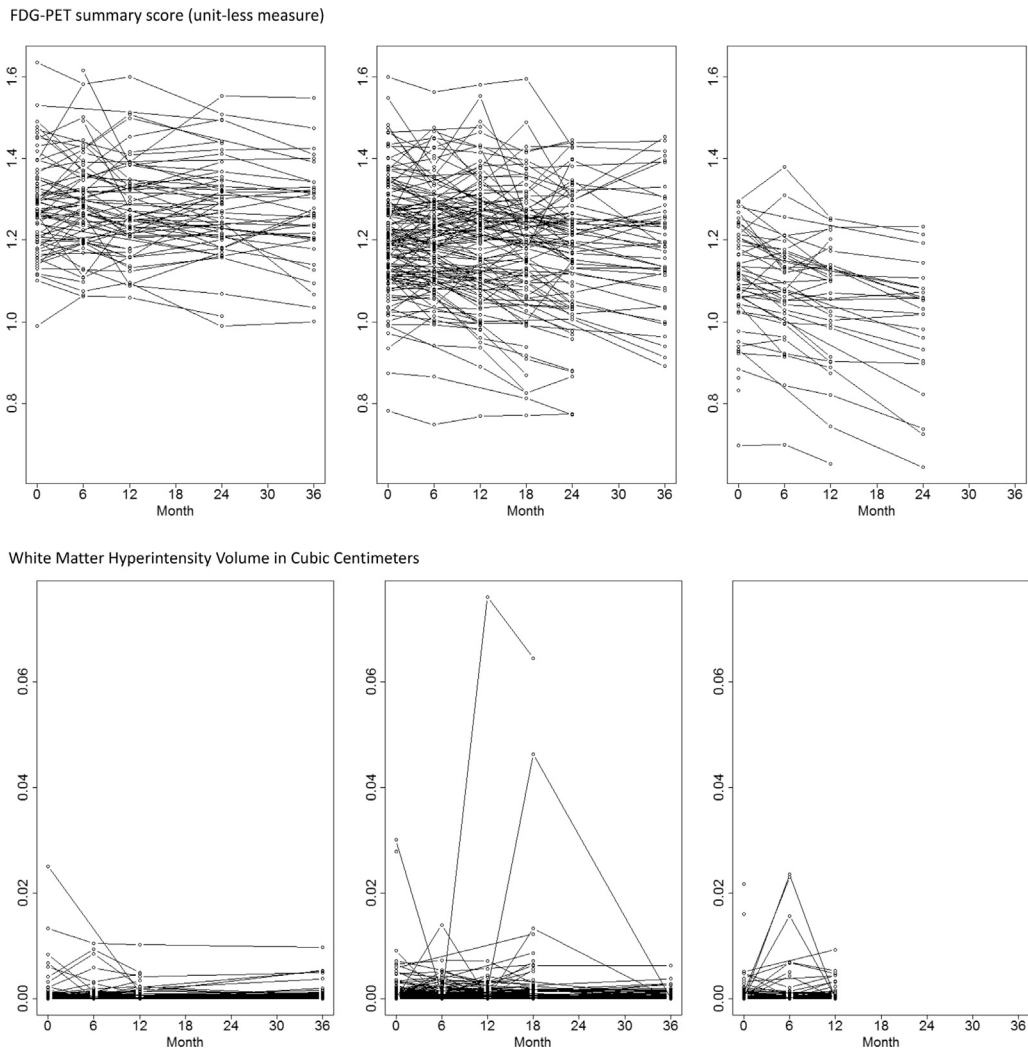 FDG-PET summary score (unit-less measure)
1.6
1.4
1.2
1.0
0.8
0 6 12 18 24 30 36
Month
1.6
1.4
1.2
1.0
0.8
0 6 12 18 24 30 36
Month
1.6
1.4
1.2
1.0
0.8
0 6 12 18 24 30 36
Month
White Matter Hyperintensity Volume in Cubic Centimeters
0.06
0.04
0.02
0.00
0 6 12 18 24 30 36
Month
0.06
0.04
0.02
0.00
0 6 12 18 24 30 36
Month
0.06
0.04
0.02
0.00
0 6 12 18 24 30 36
Month